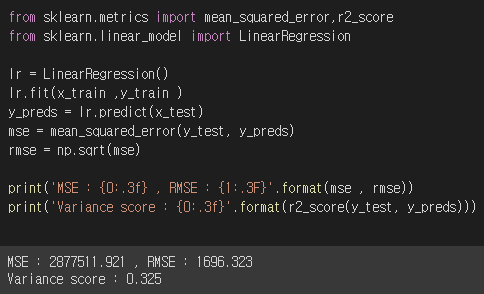 from sklearn.metrics import mean_squared_error,r2_score
from sklearn.linear_model import LinearRegression
lr = LinearRegression()
lr.fit(x_train ,y_train )
y_preds = lr.predict(x_test)
mse = mean_squared_error(y_test, y_preds)
rmse = np.sqrt(mse)
print('MSE : {0:.3f} , RMSE : {1:.3F}'.format(mse , rmse))
print('Variance score : {0:.3f}'.format(r2_score(y_test, y_preds)))
MSE : 2877511.921 , RMSE : 1696.323
Variance score : 0.325